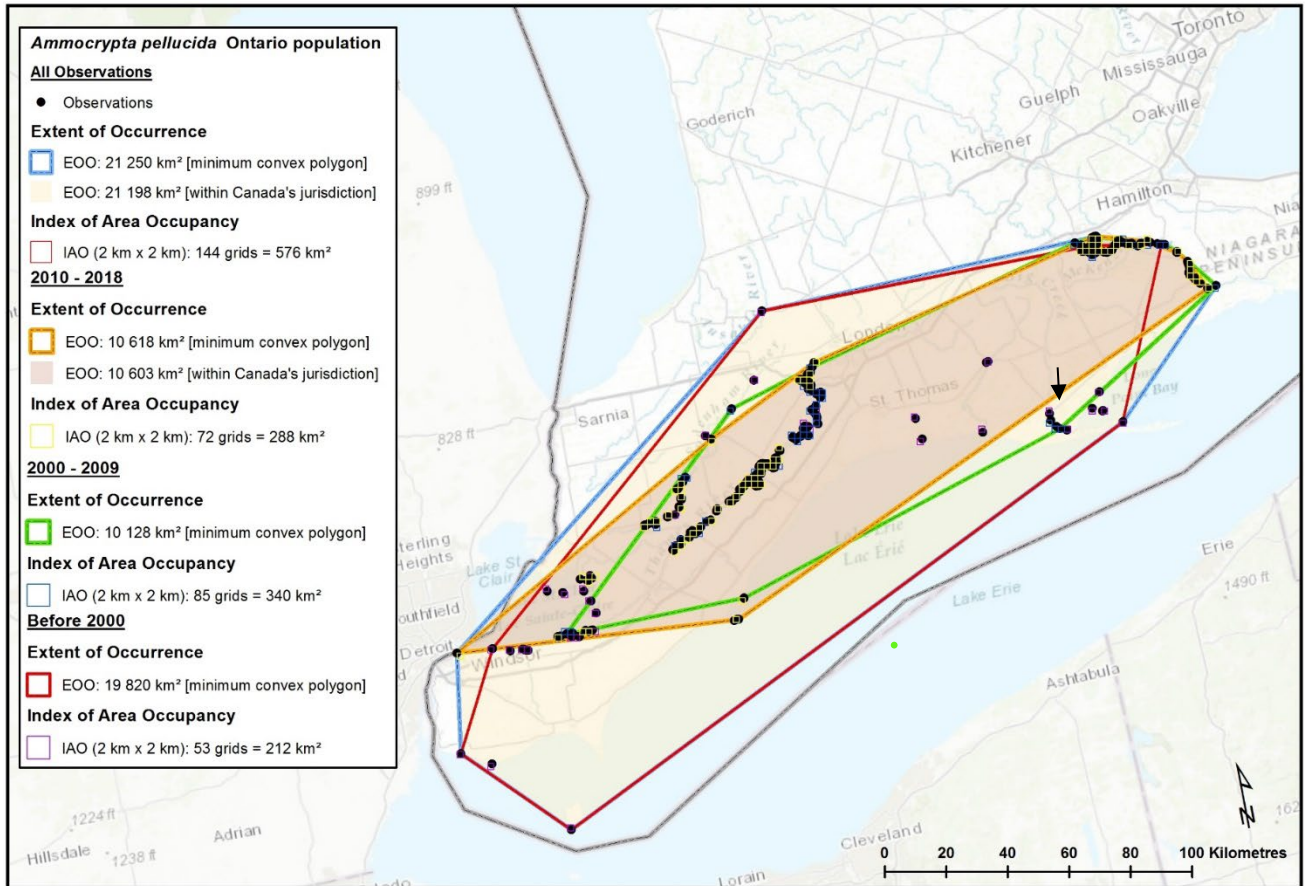 Ammocrypta pellucida Ontario population
All Observations
Observations
Extent of Occurrence
EOO: 21 250 km² [minimum convex polygon]
EOO: 21 198 km² [within Canada's jurisdiction]
Index of Area Occupancy
IAO (2 km x 2 km): 144 grids = 576 km²
2010 - 2018
Extent of Occurrence
EOO: 10 618 km² [minimum convex polygon]
EOO: 10 603 km² [within Canada's jurisdiction]
Index of Area Occupancy
IAO (2 km x 2 km): 72 grids = 288 km²
2000 - 2009
Extent of Occurrence
EOO: 10 128 km² [minimum convex polygon]
Index of Area Occupancy
IAO (2 km x 2 km): 85 grids = 340 km²
Before 2000
Extent of Occurrence
EOO: 19 820 km² [minimum convex polygon]
Index of Area Occupancy
IAO (2 km x 2 km): 53 grids = 212 km²
River
Toronto
Mississauga
Guelph
Oakville
Goderich
Kitchener
Hamilton
899 ft
NIAGARA
PENINSUL
River
London
St Thomas
Sarnia
Bay
828 ft
Lake Erie
Lac Érié
Sterling
Heights
Lake St
Clair
Erie
1490 ft
Southfield
Lake Erie
Detroit
Windsor
Ashtabula
1224 ft
Adrian
Hillsdale
1238 ft
Cleveland
Lorain
N
0 20 40 60 80 100 Kilometres